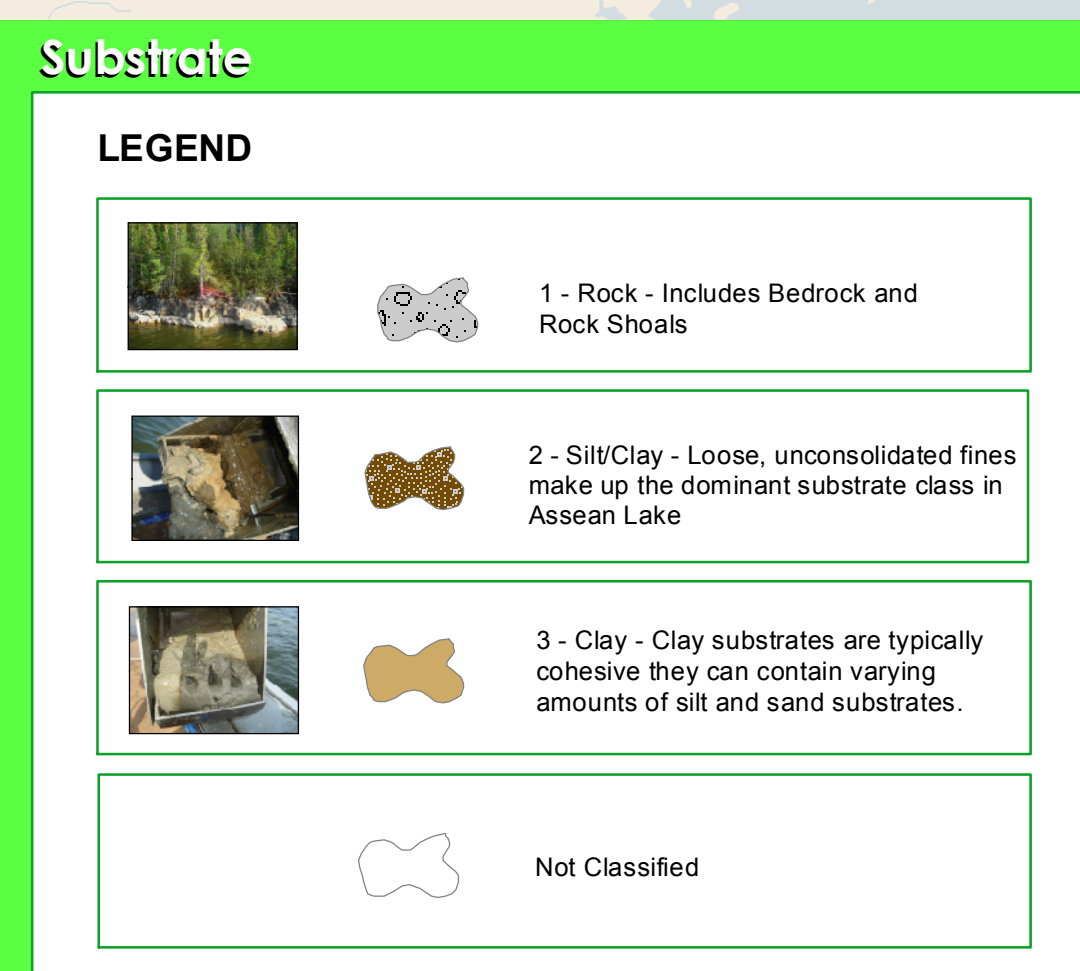 Substrate
LEGEND
1 - Rock - Includes Bedrock and
Rock Shoals
2 - Silt/Clay - Loose, unconsolidated fines
make up the dominant substrate class in
Assean Lake
3 - Clay - Clay substrates are typically
cohesive they can contain varying
amounts of silt and sand substrates.
Not Classified